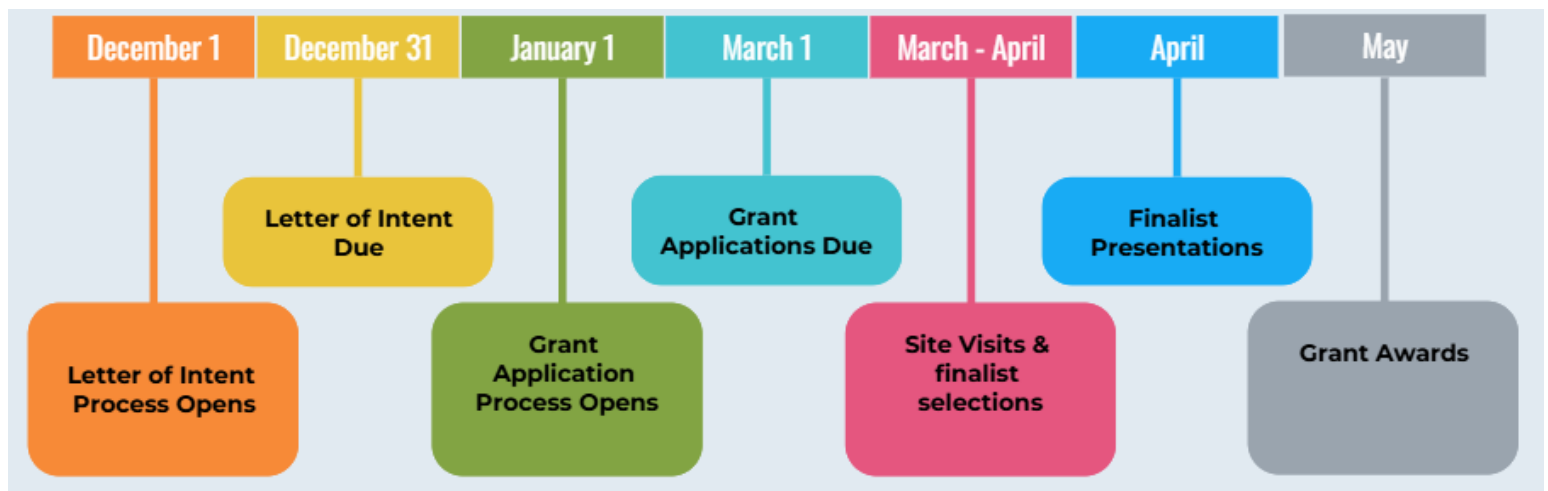 December 1
December 31
January 1
March 1
March - April
April
May
Letter of Intent
Due
Grant
Applications Due
Finalist
Presentations
Letter of Intent
Process Opens
Grant
Application
Process Opens
Site Visits &
finalist
selections
Grant Awards